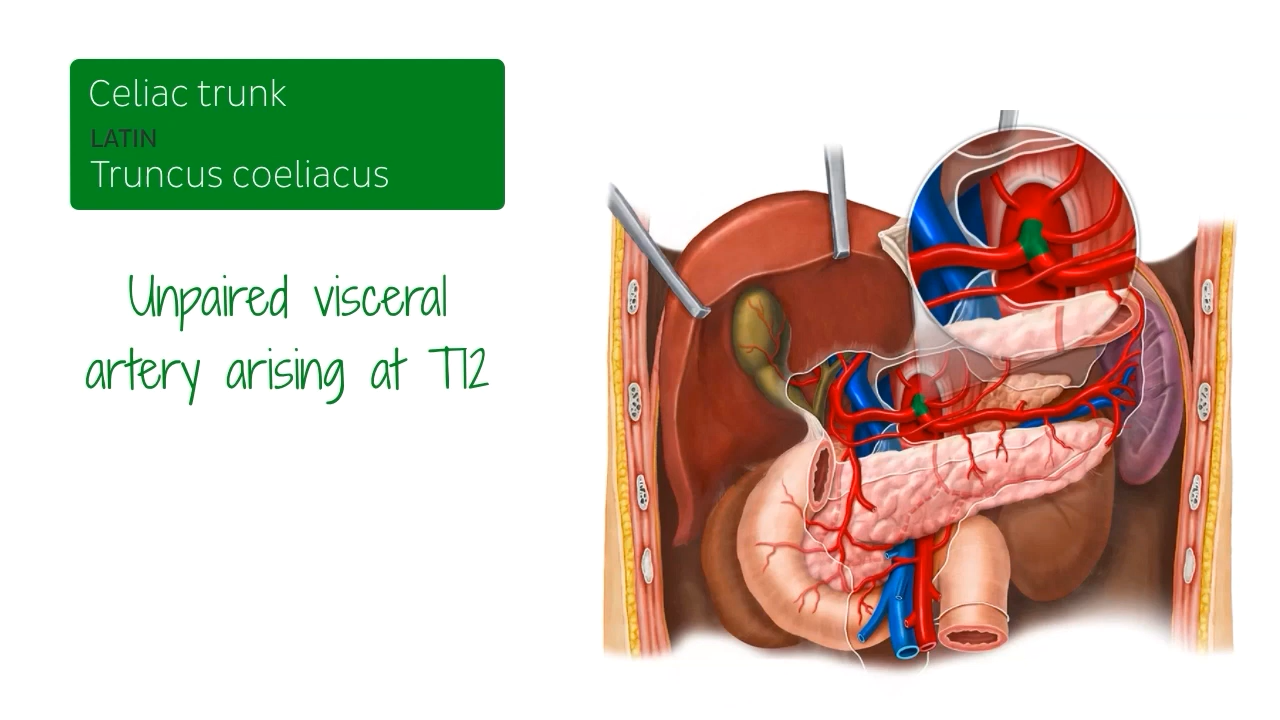 Celiac trunk
LATIN
Truncus coeliacus
Unpaired visceral
artery arising at T12